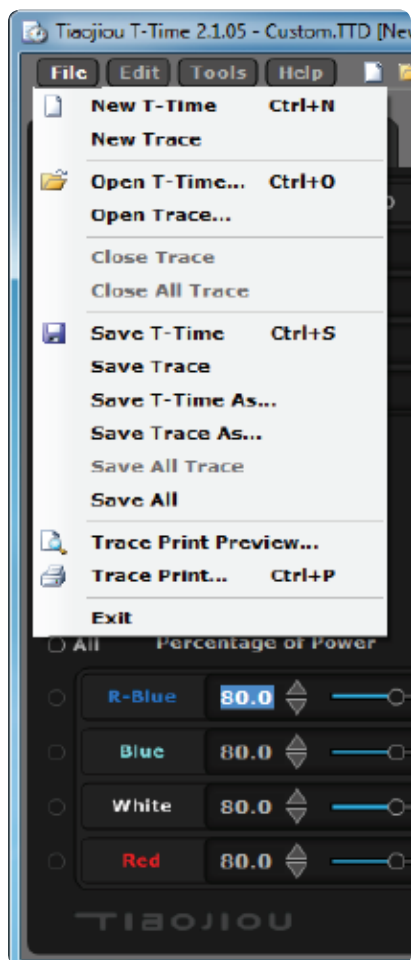 Tiaojiou T-Time 2.1.05 - Custom.TTD [Nev
File Edit Tools Help
New T-Time Ctrl+N
New Trace
Open T-Time... Ctrl+O
Open Trace...
Close Trace
Close All Trace
Save T-Time Ctrl+S
Save Trace
Save T-Time As...
Save Trace As...
Save All Trace
Save All
Trace Print Preview...
Trace Print... Ctrl+P
Exit
All Percentage of Power
R-Blue 80.0
Blue 80.0
White 80.0
Red 80.0
TIAOJIOU